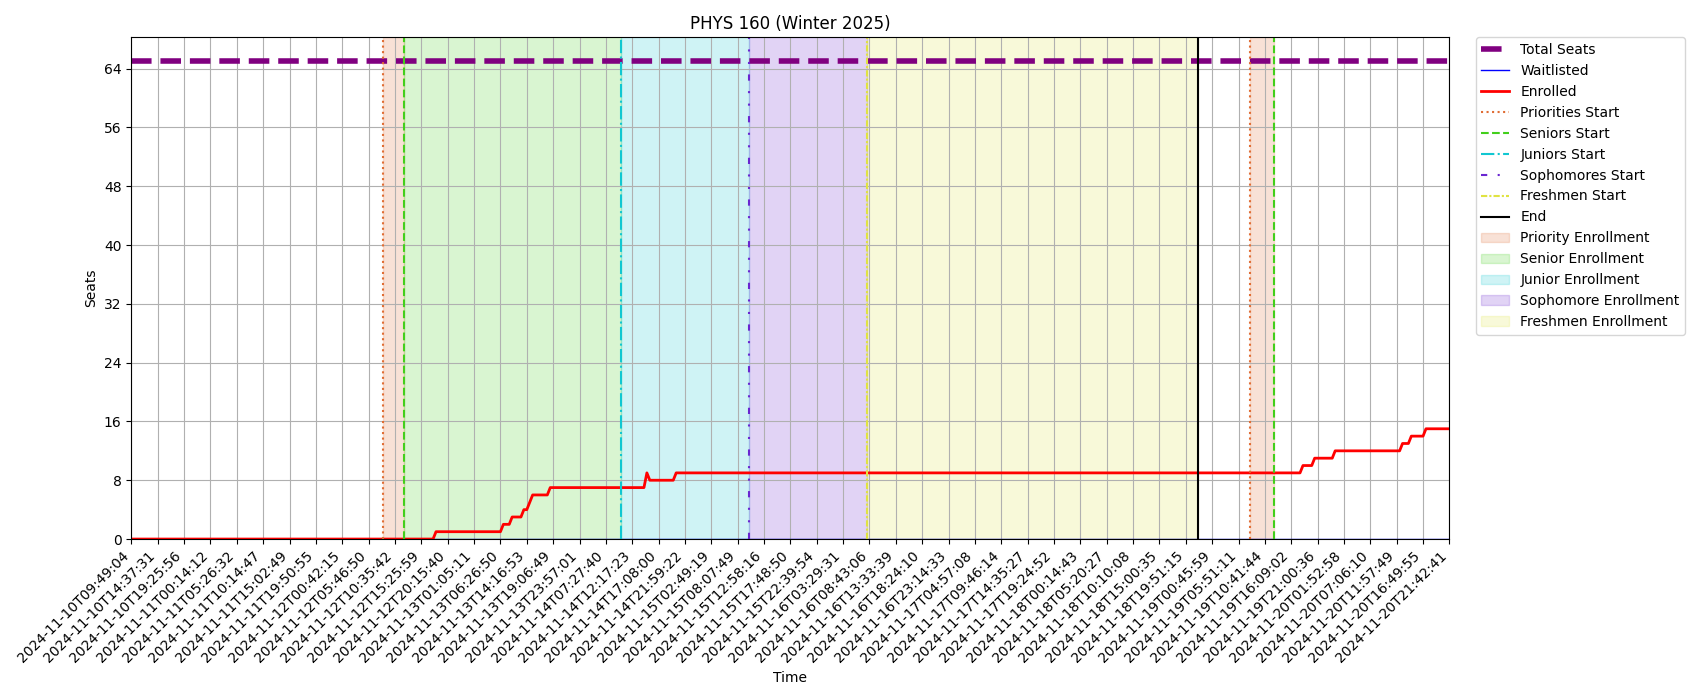 PHYS 160 (Winter 2025)
Seats
64
56
48
40
32
24
16
8
0
2024-11-10T09:49:04
2024-11-10T14:37:31
2024-11-10T19:25:56
2024-11-11T00:14:12
2024-11-11T05:26:32
2024-11-11T10:14:47
2024-11-11T15:02:49
2024-11-11T19:50:55
2024-11-12T00:42:15
2024-11-12T05:46:50
2024-11-12T10:35:42
2024-11-12T15:25:59
2024-11-12T20:15:40
2024-11-13T01:05:11
2024-11-13T06:26:50
2024-11-13T14:16:53
2024-11-13T19:06:49
2024-11-13T23:57:01
2024-11-14T07:27:40
2024-11-14T12:17:23
2024-11-14T17:08:00
2024-11-14T21:59:22
2024-11-15T02:49:19
2024-11-15T08:07:49
2024-11-15T12:58:16
2024-11-15T17:48:50
2024-11-15T22:39:54
2024-11-16T03:29:31
2024-11-16T08:43:06
2024-11-16T13:33:39
2024-11-16T18:24:10
2024-11-16T23:14:33
2024-11-17T04:57:08
2024-11-17T09:46:14
2024-11-17T14:35:27
2024-11-17T19:24:52
2024-11-18T00:14:43
2024-11-18T05:20:27
2024-11-18T10:10:08
2024-11-18T15:00:35
2024-11-18T19:51:15
2024-11-19T00:45:59
2024-11-19T05:51:11
2024-11-19T10:41:44
2024-11-19T16:09:02
2024-11-19T21:00:36
2024-11-20T01:52:58
2024-11-20T07:06:10
2024-11-20T11:57:49
2024-11-20T16:49:55
2024-11-20T21:42:41
Time
Total Seats
Waitlisted
Enrolled
Priorities Start
Seniors Start
Juniors Start
Sophomores Start
Freshmen Start
End
Priority Enrollment
Senior Enrollment
Junior Enrollment
Sophomore Enrollment
Freshmen Enrollment